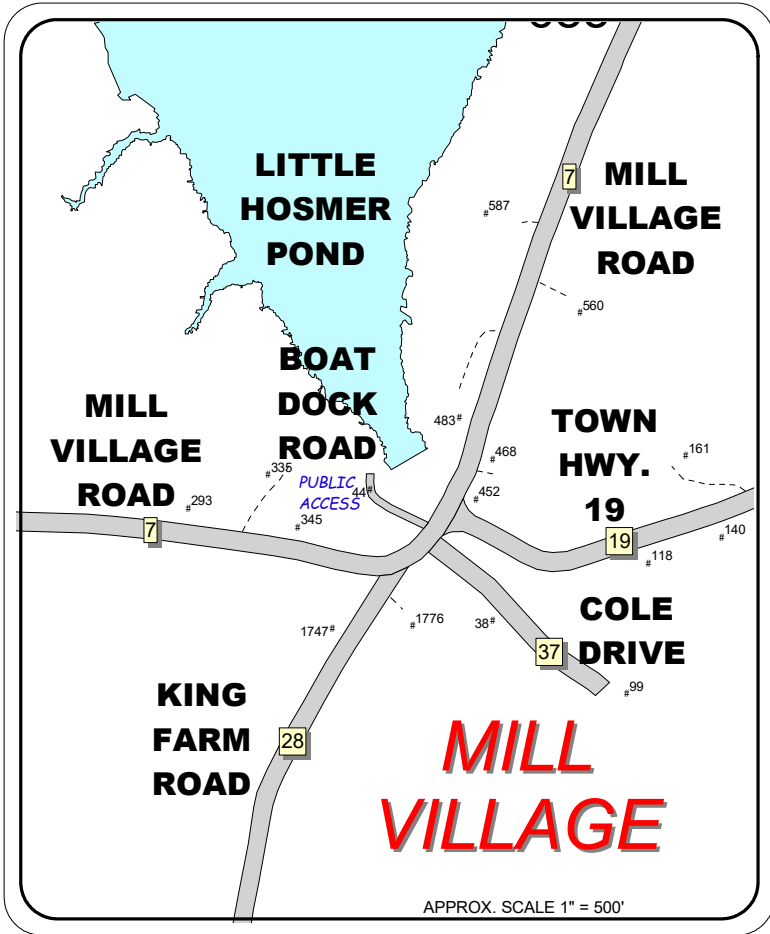 LITTLE
HOSMER
POND
7
MILL
VILLAGE
ROAD
#587
#560
BOAT
DOCK
ROAD
MILL
VILLAGE
ROAD
7
#293
#335
PUBLIC
ACCESS
44#
#345
483#
#468
#452
TOWN
HWY.
19
19
#161
#140
#118
1747#
#1776
38#
COLE
DRIVE
37
#99
KING
FARM
ROAD
28
MILL
VILLAGE
APPROX. SCALE 1" = 500'